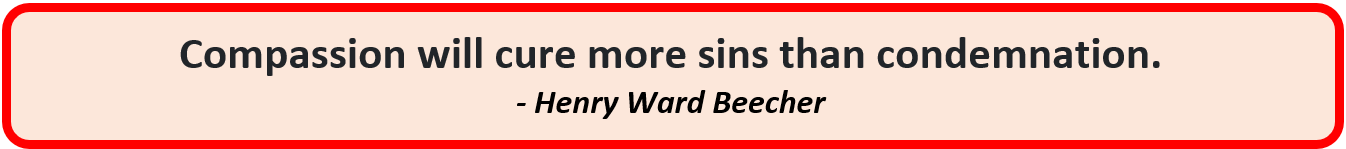 Compassion will cure more sins than condemnation.
- Henry Ward Beecher